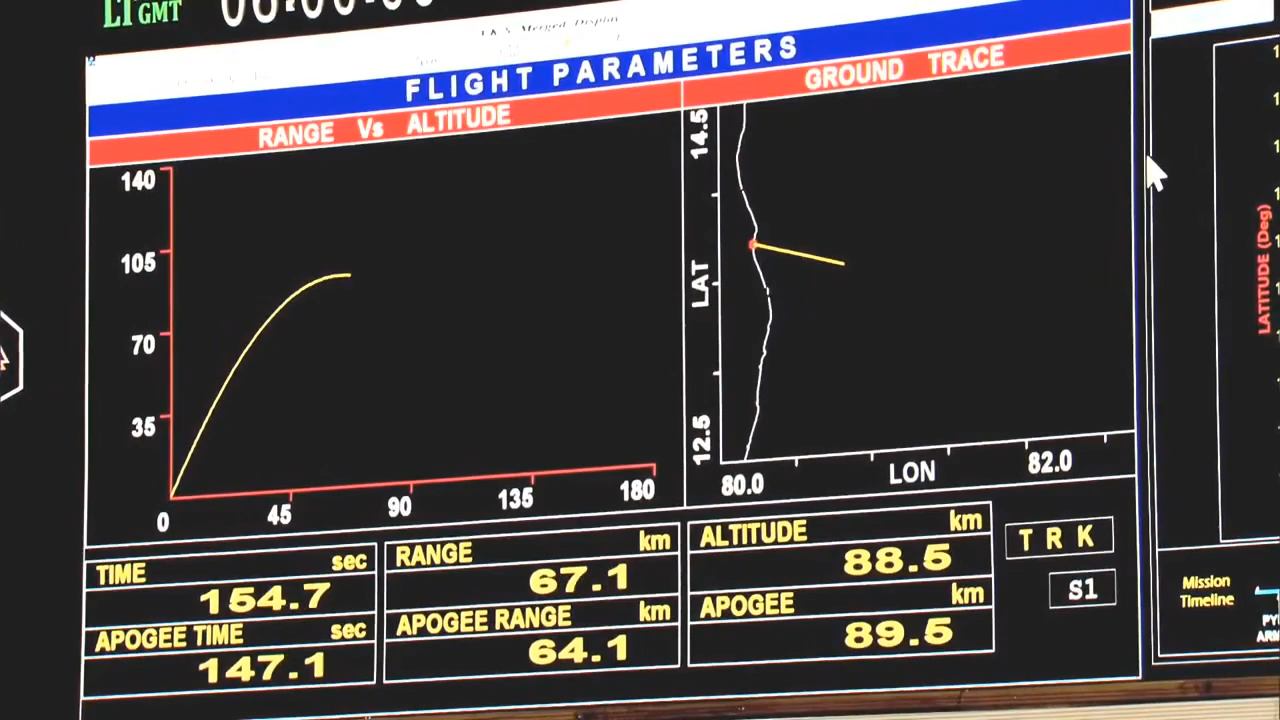 LT GMT
Merged Display
FLIGHT PARAMETERS
RANGE Vs ALTITUDE
GROUND TRACE
140
105
70
35
0
45
90
135
180
14.5
LAT
12.5
80.0
LON
82.0
LATITUDE (Deg)
TIME sec
154.7
APOGEE TIME sec
147.1
RANGE km
67.1
APOGEE RANGE km
64.1
ALTITUDE km
88.5
APOGEE km
89.5
T R K
S1
Mission
Timeline